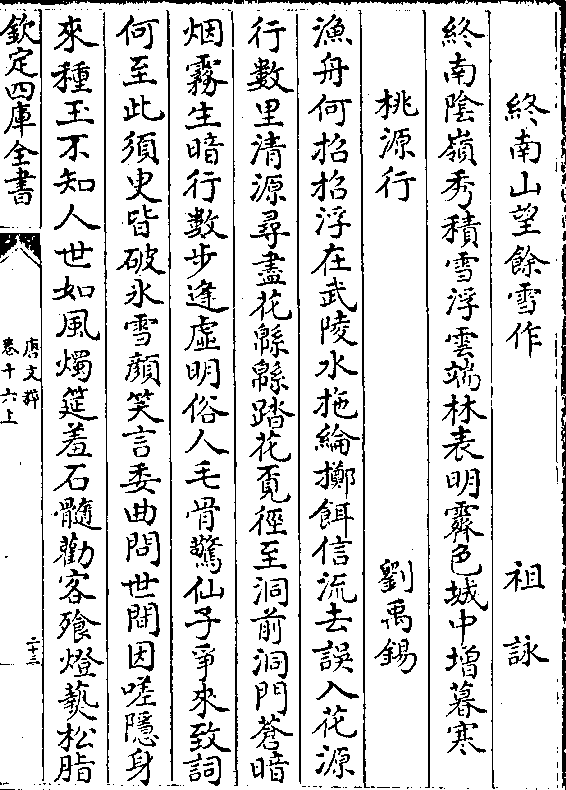 終南山望餘雪作 祖詠
終南陰嶺秀積雪浮雲端林表明霽色城中增暮寒
桃源行 劉禹錫
漁舟何招招浮在武陵水拖綸擲餌信流去誤入花源
行數里清源尋盡花緜緜踏花覓徑至洞前洞門蒼暗
烟霧生暗行數步逢虛明俗人毛骨驚仙子爭來致詞
何至此須臾皆破氷雪顔笑言委曲問世間因嗟隱身
來種玉不知人世如風燭筵羞石髓勸客飱燈爇松脂
欽定四庫全書
唐文粹
卷十六上
二十三